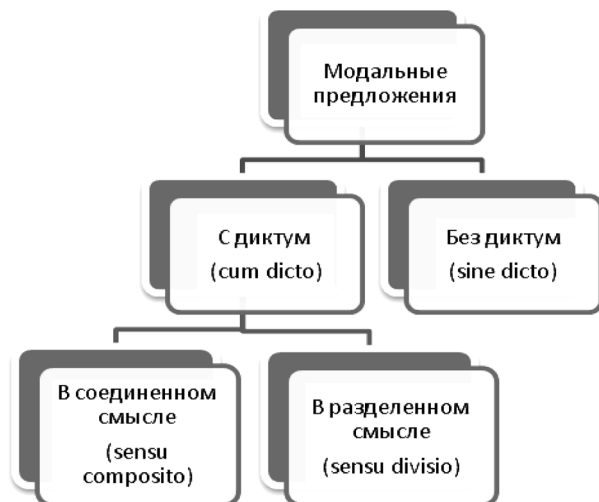 Модальные
предложения
С диктум
(cum dicto)
Без диктум
(sine dicto)
В соединенном
смысле
(sensu
composito)
В разделенном
смысле
(sensu divisio)